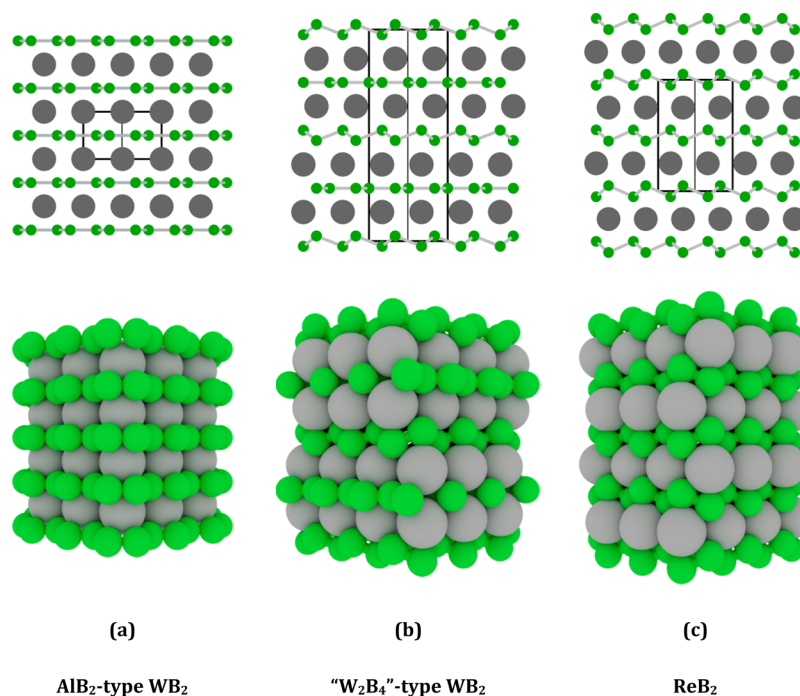 (a) (b) (c)
AlB₂-type WB₂ “W₂B₄”-type WB₂ ReB₂